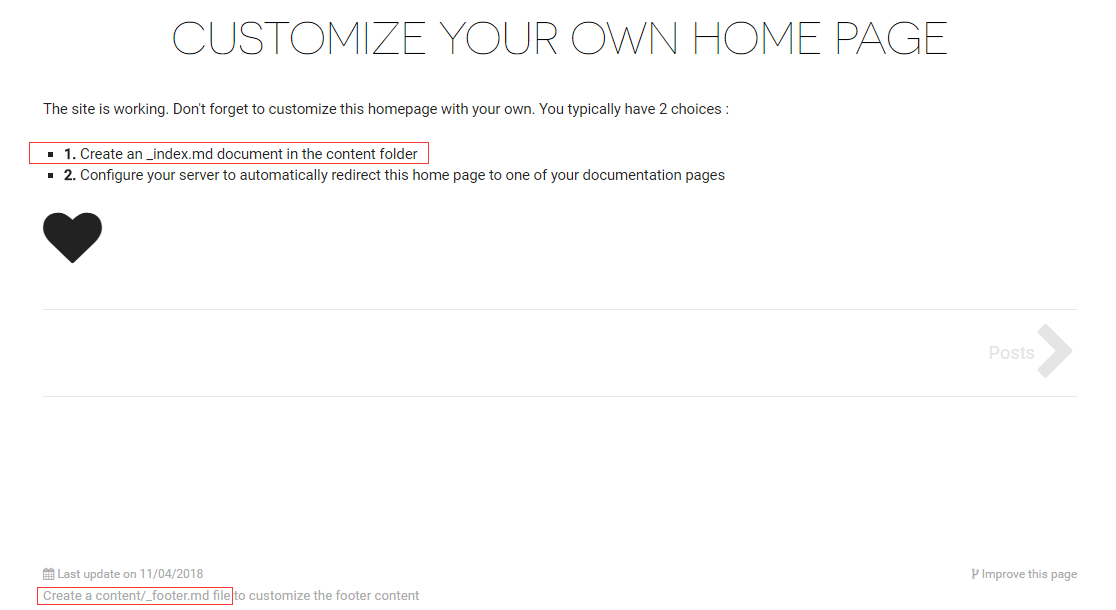 CUSTOMIZE YOUR OWN HOME PAGE
The site is working. Don't forget to customize this homepage with your own. You typically have 2 choices :
1. Create an _index.md document in the content folder
2. Configure your server to automatically redirect this home page to one of your documentation pages
Posts
Last update on 11/04/2018
Improve this page
Create a content/_footer.md file to customize the footer content